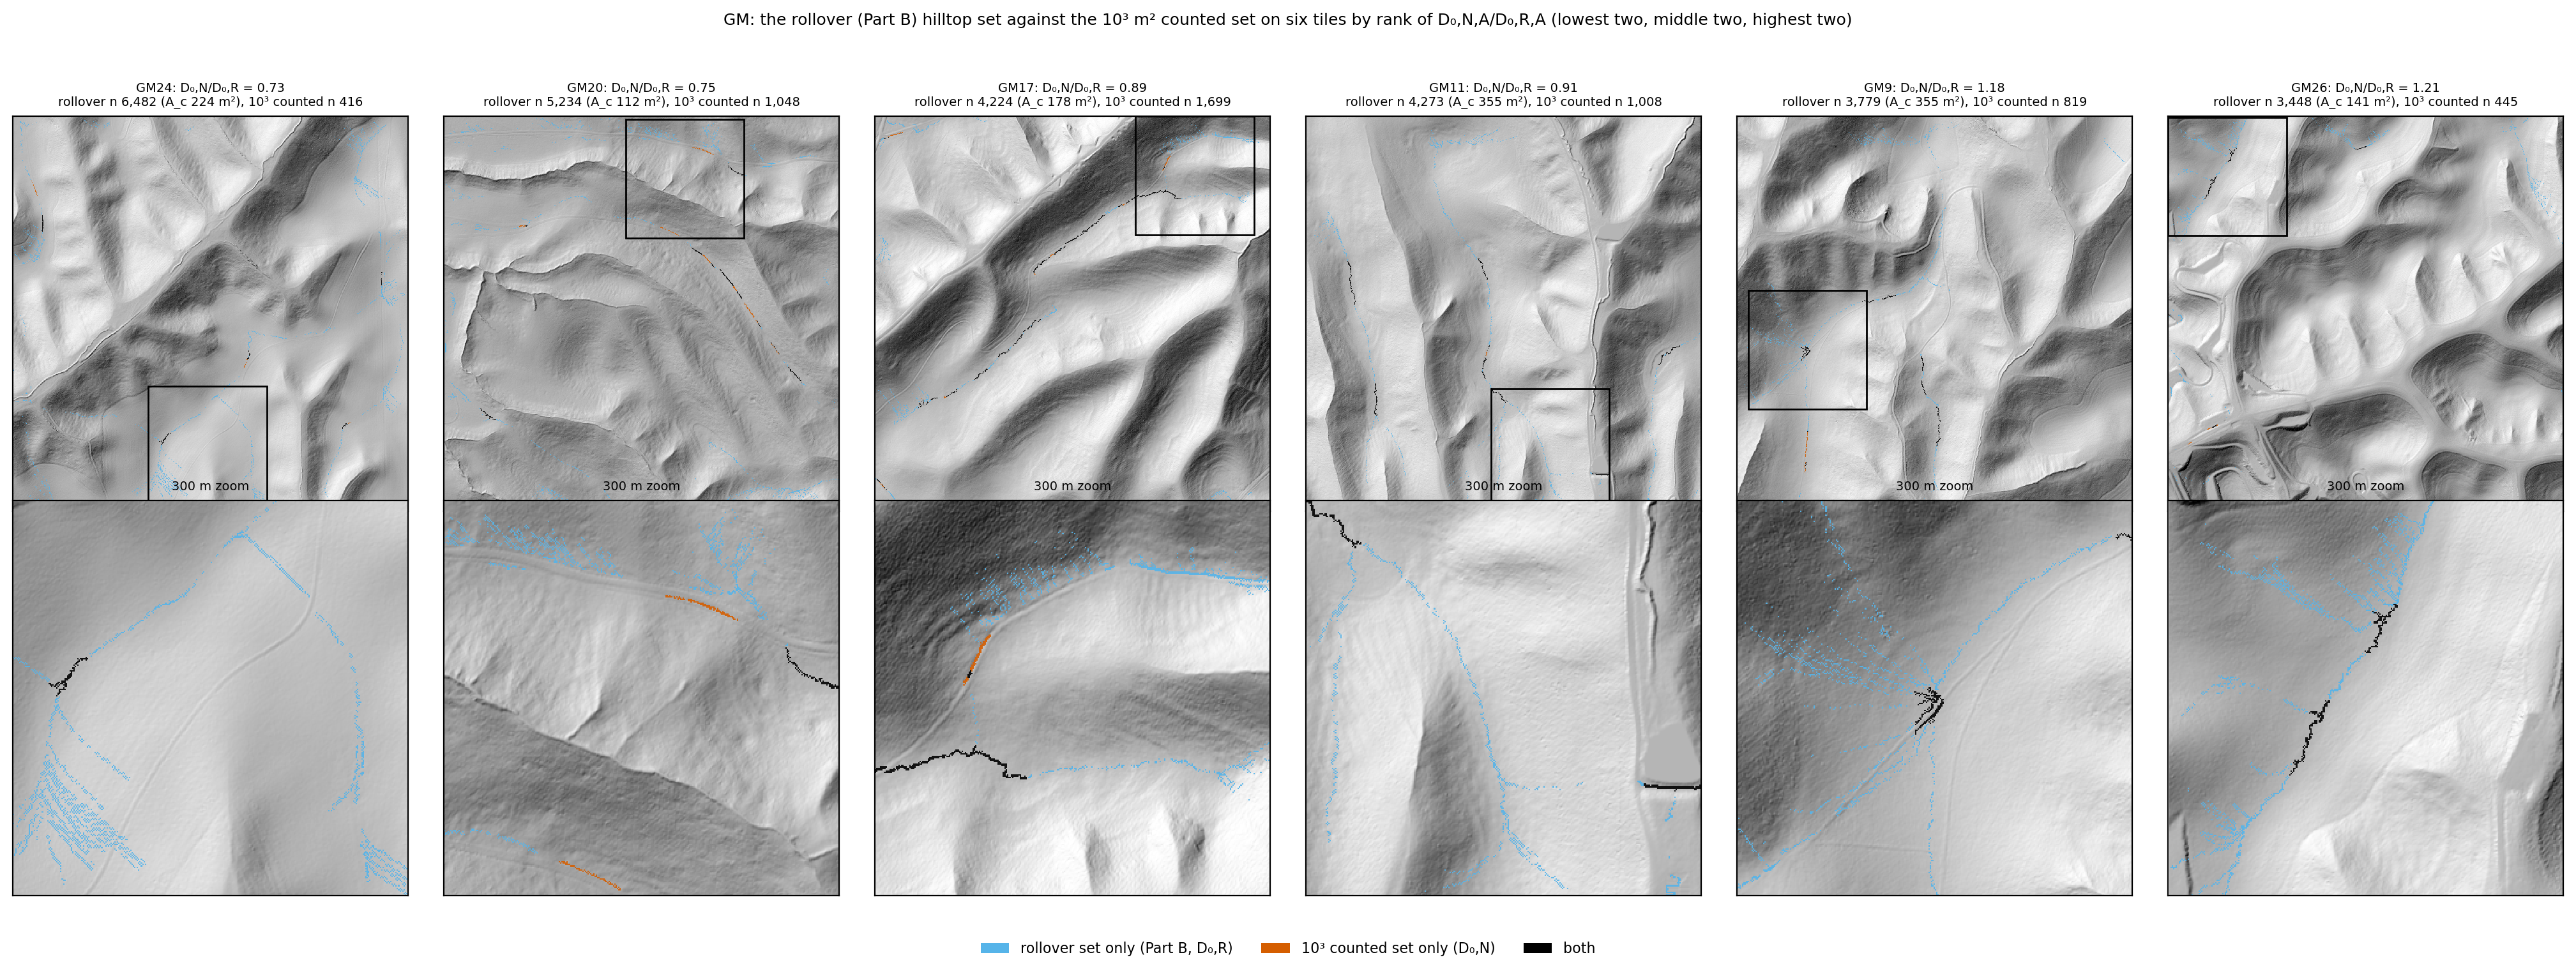 GM: the rollover (Part B) hilltop set against the 10³ m² counted set on six tiles by rank of D₀,N,A/D₀,R,A (lowest two, middle two, highest two)
GM24: D₀,N/D₀,R = 0.73
rollover n 6,482 (A_c 224 m²), 10³ counted n 416
GM20: D₀,N/D₀,R = 0.75
rollover n 5,234 (A_c 112 m²), 10³ counted n 1,048
GM17: D₀,N/D₀,R = 0.89
rollover n 4,224 (A_c 178 m²), 10³ counted n 1,699
GM11: D₀,N/D₀,R = 0.91
rollover n 4,273 (A_c 355 m²), 10³ counted n 1,008
GM9: D₀,N/D₀,R = 1.18
rollover n 3,779 (A_c 355 m²), 10³ counted n 819
GM26: D₀,N/D₀,R = 1.21
rollover n 3,448 (A_c 141 m²), 10³ counted n 445
300 m zoom
300 m zoom
300 m zoom
300 m zoom
300 m zoom
300 m zoom
rollover set only (Part B, D₀,R)
10³ counted set only (D₀,N)
both